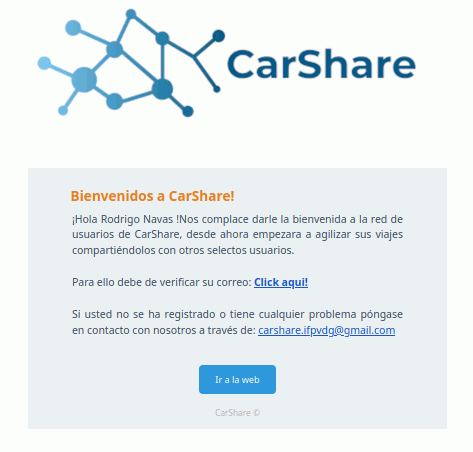 CarShare
Bienvenidos a CarShare!
¡Hola Rodrigo Navas !Nos complace darle la bienvenida a la red de
usuarios de CarShare, desde ahora empezara a agilizar sus viajes
compartiéndolos con otros selectos usuarios.
Para ello debe de verificar su correo: Click aqui!
Si usted no se ha registrado o tiene cualquier problema póngase
en contacto con nosotros a través de: carshare.ifpvdg@gmail.com
Ir a la web
CarShare ©